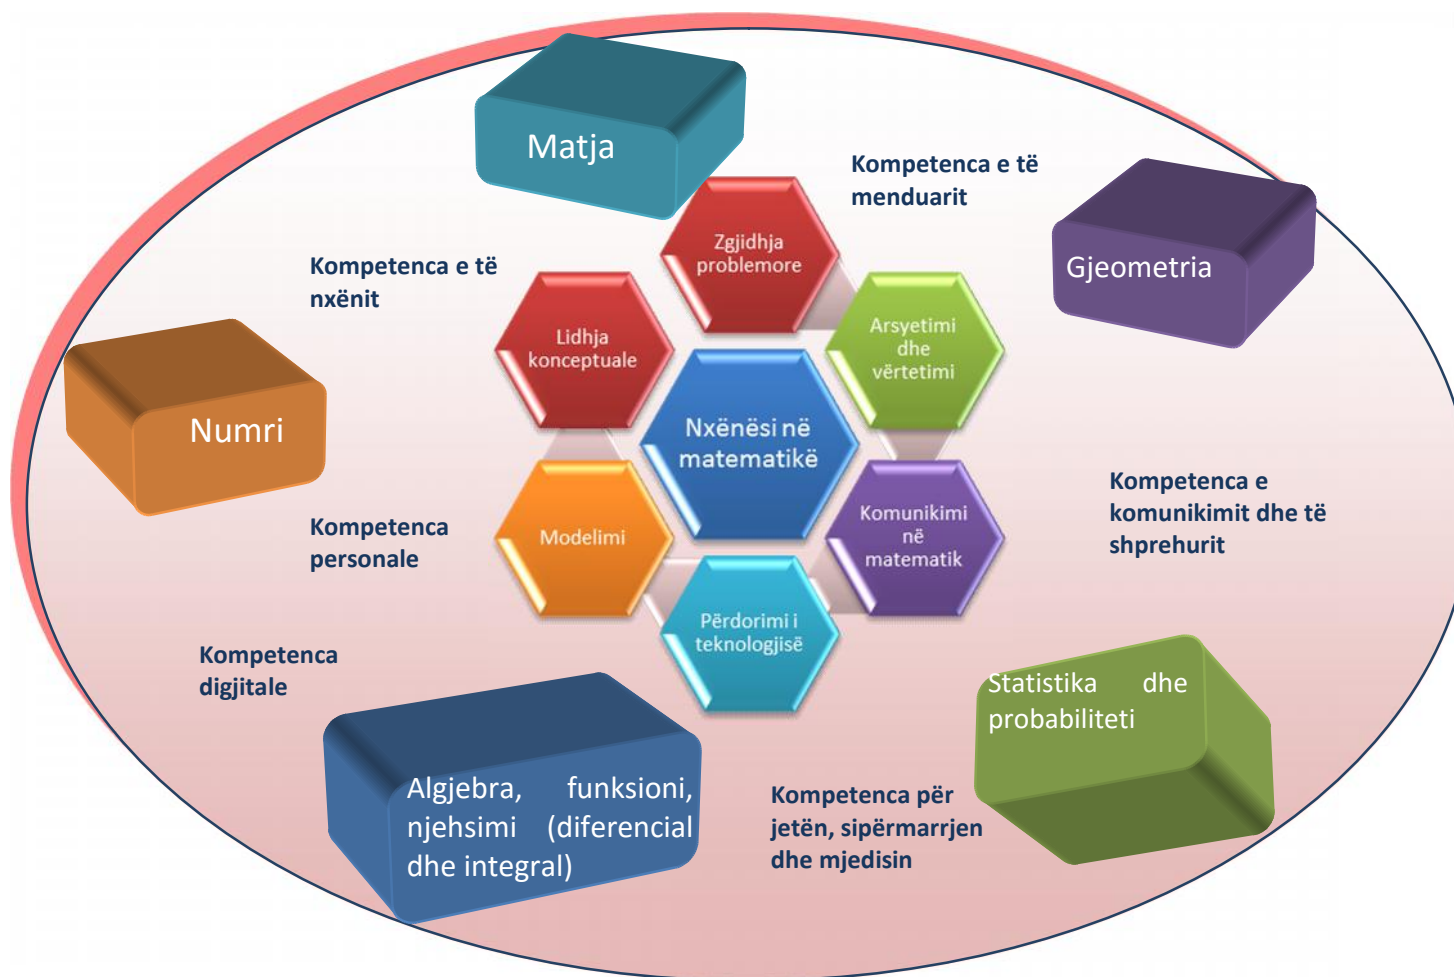 Matja
Kompetenca e të
menduarit
Gjeometria
Zgjidhja
problemore
Kompetenca e të
nxënit
Lidhja
konceptuale
Arsyetimi
dhe
vërtetimi
Numri
Nxënësi në
matematikë
Kompetenca
personale
Modelimi
Komunikimi
në
matematik
Kompetenca e
komunikimit dhe të
shprehurit
Përdorimi i
teknologjisë
Kompetenca
digjitale
Statistika dhe
probabiliteti
Algjebra, funksioni,
njehsimi (diferencial
dhe integral)
Kompetenca për
jetën, sipërmarrjen
dhe mjedisin